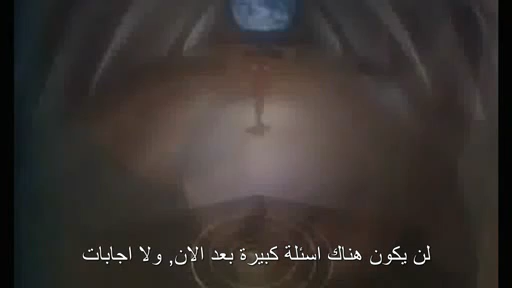 لن يكون هناك اسئلة كبيرة بعد الان, ولا اجابات